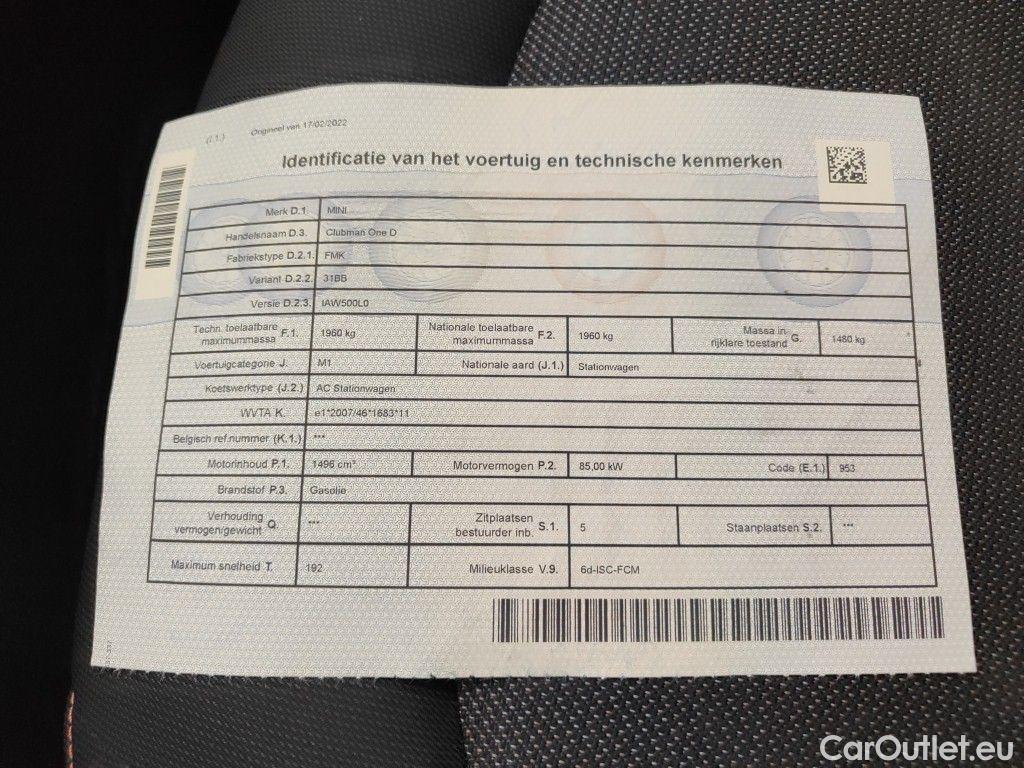 (I.1.) Origineel van 17/02/2022
Identificatie van het voertuig en technische kenmerken
Merk D.1. MINI
Handelsnaam D.3. Clubman One D
Fabriekstype D.2.1. FMK
Variant D.2.2. 31BB
Versie D.2.3. IAW500L0
Techn. toelaatbare maximummassa F.1. 1960 kg Nationale toelaatbare maximummassa F.2. 1960 kg Massa in rijklare toestand G. 1480 kg
Voertuigcategorie J. M1 Nationale aard (J.1.) Stationwagen
Koetswerktype (J.2.) AC Stationwagen
WVTA K. e1*2007/46*1683*11
Belgisch ref.nummer (K.1.) ***
Motorinhoud P.1. 1496 cm³ Motorvermogen P.2. 85,00 kW Code (E.1.) 953
Brandstof P.3. Gasolie
Verhouding vermogen/gewicht Q. *** Zitplaatsen bestuurder inb. S.1. 5 Staanplaatsen S.2. ***
Maximum snelheid T. 192 Milieuklasse V.9. 6d-ISC-FCM
CarOutlet.eu